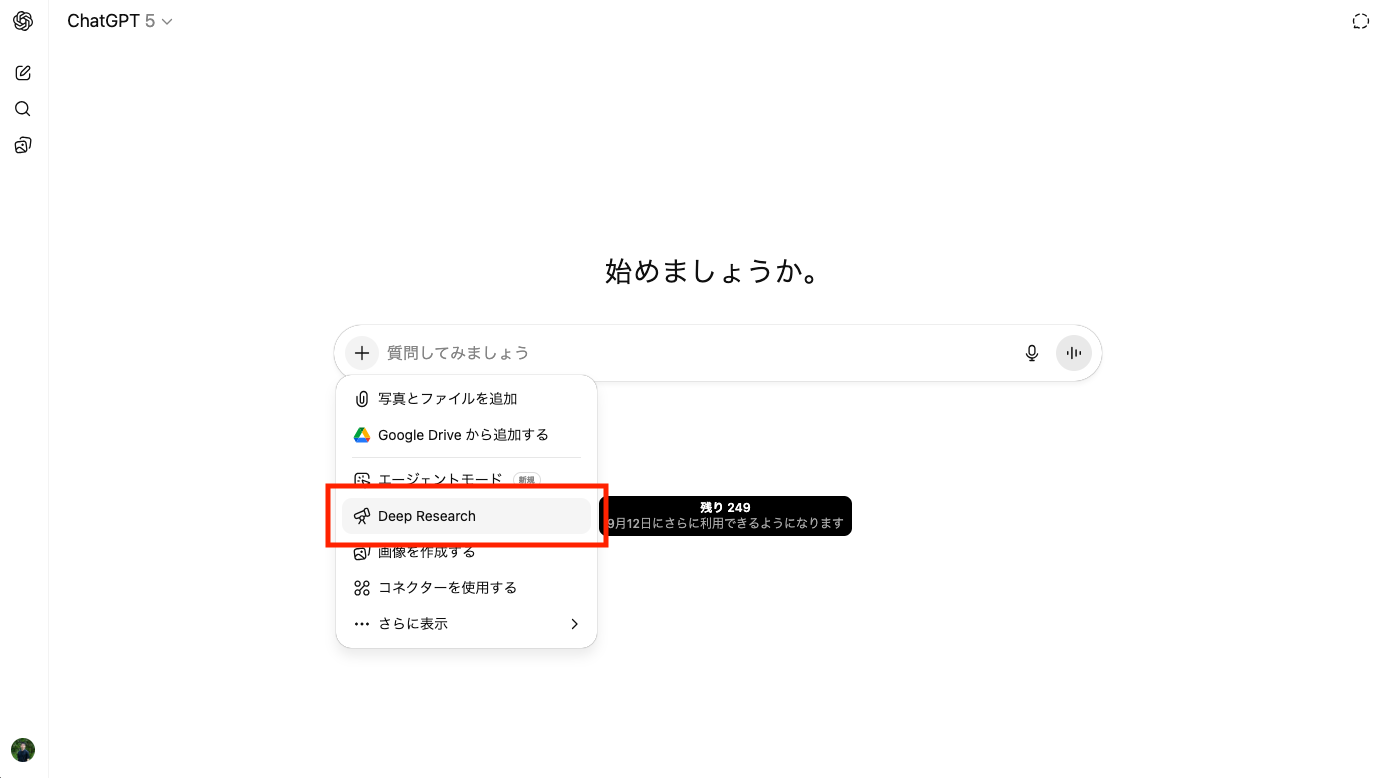 ChatGPT 5
始めましょうか。
質問してみましょう
写真とファイルを追加
Google Drive から追加する
エージェントモード 新規
Deep Research
残り 249
9月12日にさらに利用できるようになります
画像を作成する
コネクターを使用する
さらに表示